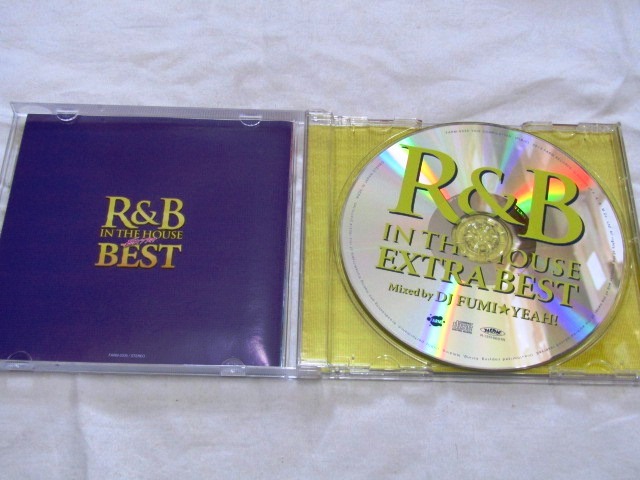 R&B
IN THE HOUSE
BEST
R&B
IN THE HOUSE
EXTRA BEST
Mixed by DJ FUMI★YEAH!